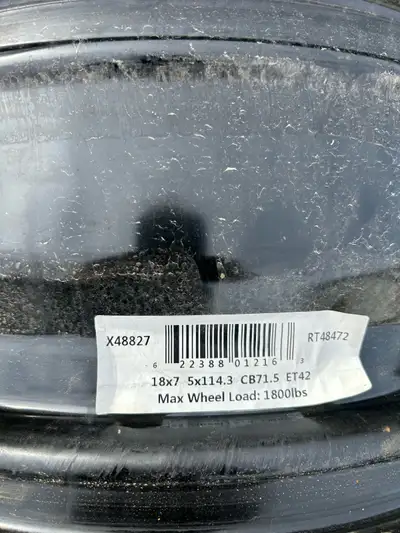 X48827 RT48472
6 22388 01216 3
18x7 5x114.3 CB71.5 ET42
Max Wheel Load: 1800lbs